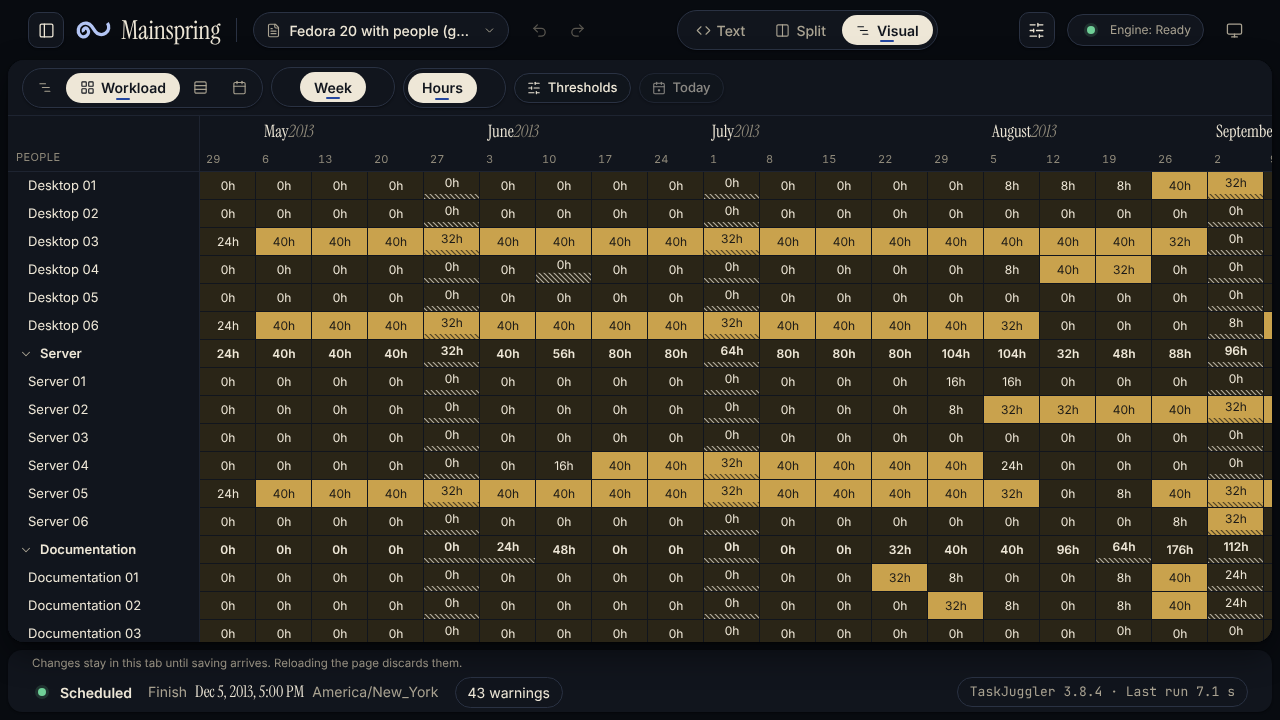 Mainspring
Fedora 20 with people (g...
Text Split Visual
Engine: Ready
Workload Week Hours Thresholds Today
May 2013 June 2013 July 2013 August 2013 Septembe
PEOPLE 29 6 13 20 27 3 10 17 24 1 8 15 22 29 5 12 19 26 2
Desktop 01 0h 0h 0h 0h 0h 0h 0h 0h 0h 0h 0h 0h 0h 0h 8h 8h 8h 40h 32h
Desktop 02 0h 0h 0h 0h 0h 0h 0h 0h 0h 0h 0h 0h 0h 0h 0h 0h 0h 0h 0h
Desktop 03 24h 40h 40h 40h 32h 40h 40h 40h 40h 32h 40h 40h 40h 40h 40h 40h 40h 32h 0h
Desktop 04 0h 0h 0h 0h 0h 0h 0h 0h 0h 0h 0h 0h 0h 0h 8h 40h 32h 0h 0h
Desktop 05 0h 0h 0h 0h 0h 0h 0h 0h 0h 0h 0h 0h 0h 0h 0h 0h 0h 0h 0h
Desktop 06 24h 40h 40h 40h 32h 40h 40h 40h 40h 32h 40h 40h 40h 40h 32h 0h 0h 0h 8h
Server 24h 40h 40h 40h 32h 40h 56h 80h 80h 64h 80h 80h 80h 104h 104h 32h 48h 88h 96h
Server 01 0h 0h 0h 0h 0h 0h 0h 0h 0h 0h 0h 0h 0h 16h 16h 0h 0h 0h 0h
Server 02 0h 0h 0h 0h 0h 0h 0h 0h 0h 0h 0h 0h 0h 8h 32h 32h 40h 40h 32h
Server 03 0h 0h 0h 0h 0h 0h 0h 0h 0h 0h 0h 0h 0h 0h 0h 0h 0h 0h 0h
Server 04 0h 0h 0h 0h 0h 0h 16h 40h 40h 32h 40h 40h 40h 40h 24h 0h 0h 0h 0h
Server 05 24h 40h 40h 40h 32h 40h 40h 40h 40h 32h 40h 40h 40h 40h 32h 0h 8h 40h 32h
Server 06 0h 0h 0h 0h 0h 0h 0h 0h 0h 0h 0h 0h 0h 0h 0h 0h 0h 8h 32h
Documentation 0h 0h 0h 0h 0h 24h 48h 0h 0h 0h 0h 0h 32h 40h 40h 96h 64h 176h 112h
Documentation 01 0h 0h 0h 0h 0h 0h 0h 0h 0h 0h 0h 0h 32h 8h 0h 0h 8h 40h 24h
Documentation 02 0h 0h 0h 0h 0h 0h 0h 0h 0h 0h 0h 0h 0h 32h 8h 0h 8h 40h 24h
Documentation 03 0h 0h 0h 0h 0h 0h 0h 0h 0h 0h 0h 0h 0h 0h 0h 0h 0h 0h 0h
Changes stay in this tab until saving arrives. Reloading the page discards them.
Scheduled Finish Dec 5, 2013, 5:00 PM America/New_York 43 warnings
TaskJuggler 3.8.4 · Last run 7.1 s